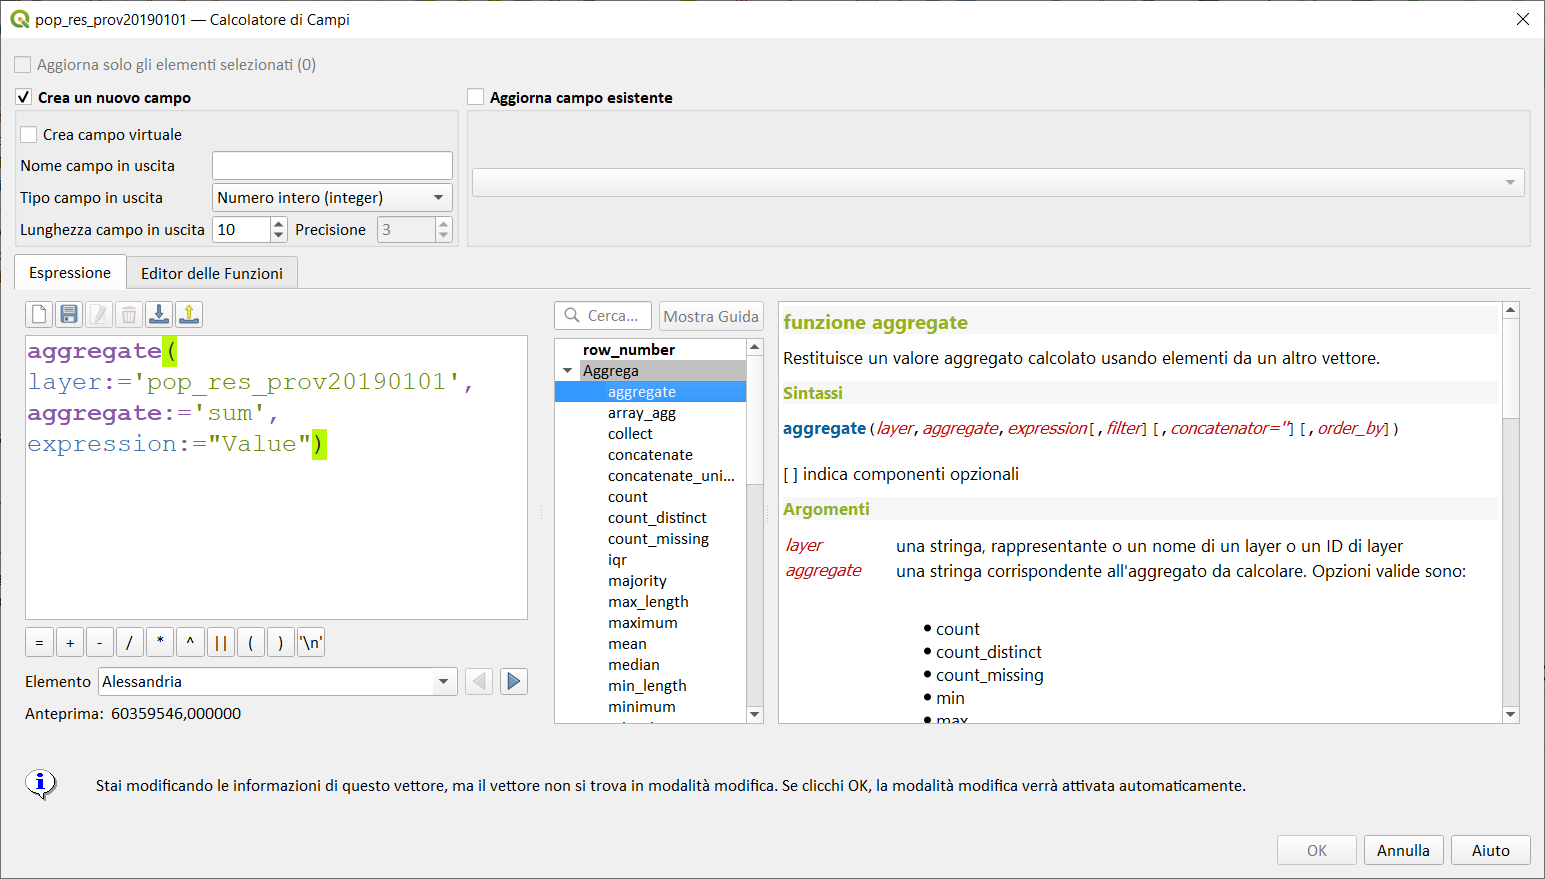 pop_res_prov20190101 — Calcolatore di Campi
Aggiorna solo gli elementi selezionati (0)
Crea un nuovo campo
Aggiorna campo esistente
Crea campo virtuale
Nome campo in uscita
Tipo campo in uscita
Numero intero (integer)
Lunghezza campo in uscita
10
Precisione
3
Espressione
Editor delle Funzioni
aggregate(
layer:='pop_res_prov20190101',
aggregate:='sum',
expression:="Value")
= + - / * ^ || ( ) '\n'
Elemento
Alessandria
Anteprima: 60359546,000000
Cerca...
Mostra Guida
row_number
Aggrega
aggregate
array_agg
collect
concatenate
concatenate_uni...
count
count_distinct
count_missing
iqr
majority
max_length
maximum
mean
median
min_length
minimum
funzione aggregate
Restituisce un valore aggregato calcolato usando elementi da un altro vettore.
Sintassi
aggregate(layer,aggregate,expression[,filter][,concatenator=''][,order_by])
[ ] indica componenti opzionali
Argomenti
layer una stringa, rappresentante o un nome di un layer o un ID di layer
aggregate una stringa corrispondente all'aggregato da calcolare. Opzioni valide sono:
• count
• count_distinct
• count_missing
• min
• max
Stai modificando le informazioni di questo vettore, ma il vettore non si trova in modalità modifica. Se clicchi OK, la modalità modifica verrà attivata automaticamente.
OK
Annulla
Aiuto